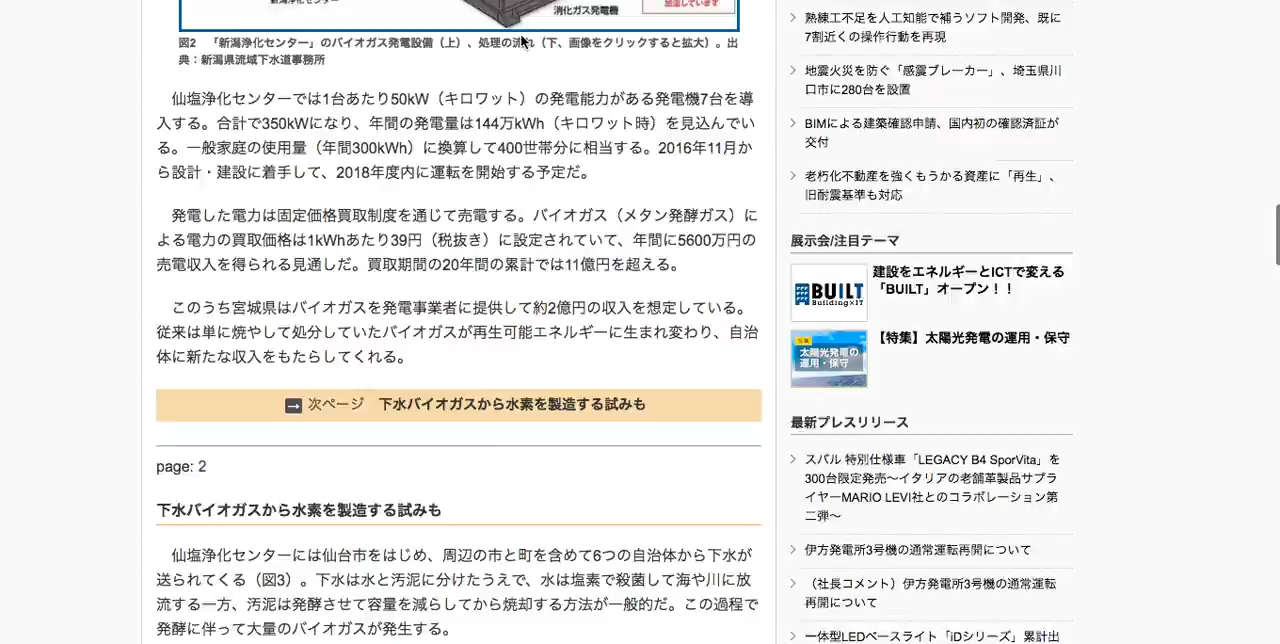 消化ガス発電機
図2　「新潟浄化センター」のバイオガス発電設備（上）、処理の流れ（下、画像をクリックすると拡大）。出
典：新潟県流域下水道事務所
仙塩浄化センターでは1台あたり50kW（キロワット）の発電能力がある発電機7台を導
入する。合計で350kWになり、年間の発電量は144万kWh（キロワット時）を見込んでい
る。一般家庭の使用量（年間300kWh）に換算して400世帯分に相当する。2016年11月か
ら設計・建設に着手して、2018年度内に運転を開始する予定だ。
発電した電力は固定価格買取制度を通じて売電する。バイオガス（メタン発酵ガス）に
よる電力の買取価格は1kWhあたり39円（税抜き）に設定されていて、年間に5600万円の
売電収入を得られる見通しだ。買取期間の20年間の累計では11億円を超える。
このうち宮城県はバイオガスを発電事業者に提供して約2億円の収入を想定している。
従来は単に焼やして処分していたバイオガスが再生可能エネルギーに生まれ変わり、自治
体に新たな収入をもたらしてくれる。
次ページ　下水バイオガスから水素を製造する試みも
page: 2
下水バイオガスから水素を製造する試みも
仙塩浄化センターには仙台市をはじめ、周辺の市と町を含めて6つの自治体から下水が
送られてくる（図3）。下水は水と汚泥に分けたうえで、水は塩素で殺菌して海や川に放
流する一方、汚泥は発酵させて容量を減らしてから焼却する方法が一般的だ。この過程で
発酵に伴って大量のバイオガスが発生する。
熟練工不足を人工知能で補うソフト開発、既に
7割近くの操作行動を再現
地震火災を防ぐ「感震ブレーカー」、埼玉県川
口市に280台を設置
BIMによる建築確認申請、国内初の確認済証が
交付
老朽化不動産を強くもうかる資産に「再生」、
旧耐震基準も対応
展示会/注目テーマ
BUILT
Building×IT
建設をエネルギーとICTで変える
「BUILT」オープン！！
特集
太陽光発電の
運用・保守
【特集】太陽光発電の運用・保守
最新プレスリリース
スバル 特別仕様車「LEGACY B4 SporVita」を
300台限定発売～イタリアの老舗革製品サプラ
イヤーMARIO LEVI社とのコラボレーション第
二弾～
伊方発電所3号機の通常運転再開について
（社長コメント）伊方発電所3号機の通常運転
再開について
一体型LEDベースライト「iDシリーズ」累計出